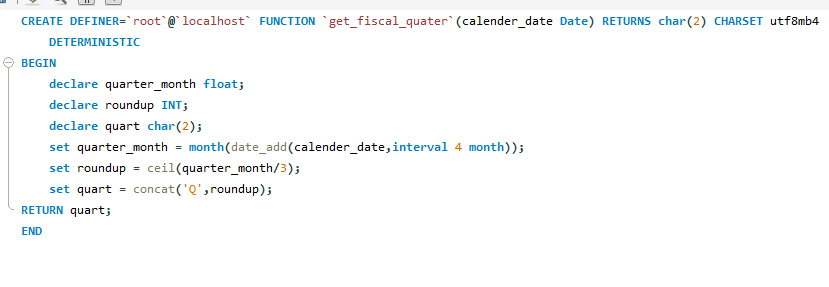 CREATE DEFINER=`root`@`localhost` FUNCTION `get_fiscal_quater`(calender_date Date) RETURNS char(2) CHARSET utf8mb4
    DETERMINISTIC
BEGIN
    declare quarter_month float;
    declare roundup INT;
    declare quart char(2);
    set quarter_month = month(date_add(calender_date,interval 4 month));
    set roundup = ceil(quarter_month/3);
    set quart = concat('Q',roundup);
RETURN quart;
END